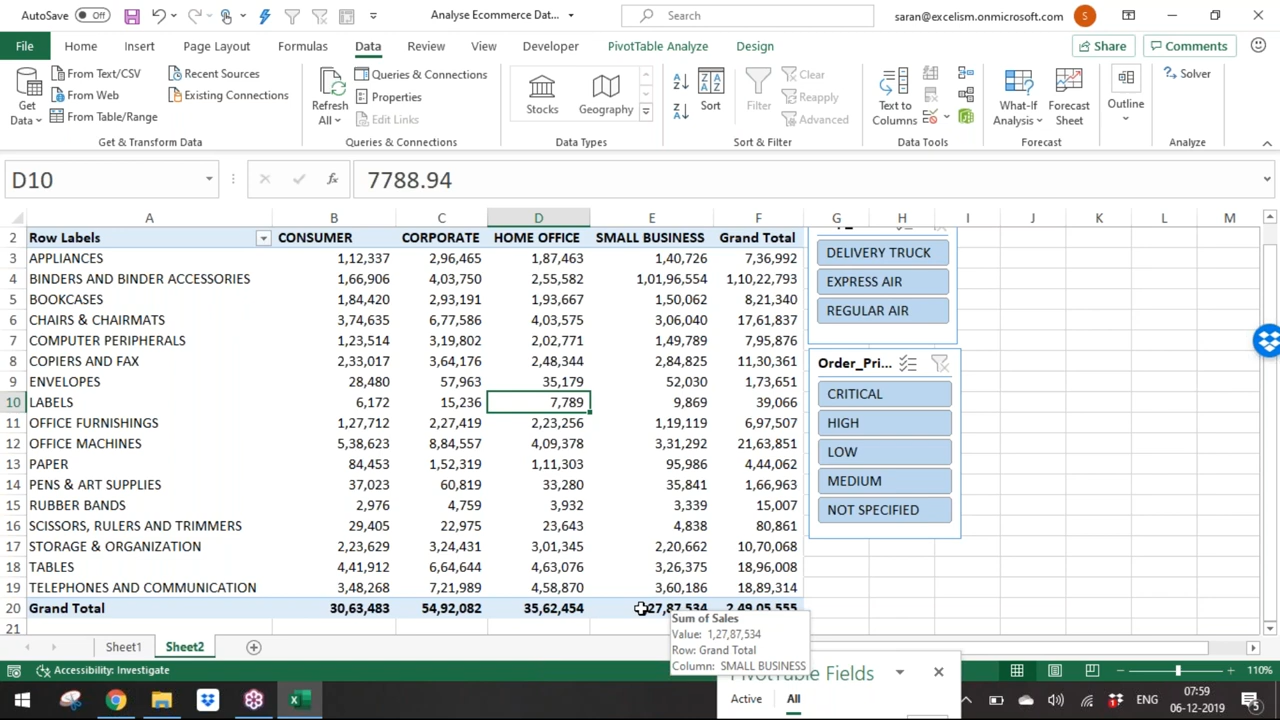 AutoSave Off Analyse Ecommerce Dat... Search saran@excelism.onmicrosoft.com S
File Home Insert Page Layout Formulas Data Review View Developer PivotTable Analyze Design Share Comments
Get Data From Text/CSV Recent Sources Refresh All Queries & Connections Stocks Geography Sort Filter Clear Text to Columns What-If Analysis Forecast Sheet Outline Solver
From Web Existing Connections Properties Reapply
From Table/Range Edit Links Advanced
Get & Transform Data Queries & Connections Data Types Sort & Filter Data Tools Forecast Analyze
D10 fx 7788.94
A B C D E F G H I J K L M
2 Row Labels CONSUMER CORPORATE HOME OFFICE SMALL BUSINESS Grand Total
3 APPLIANCES 1,12,337 2,96,465 1,87,463 1,40,726 7,36,992 DELIVERY TRUCK
4 BINDERS AND BINDER ACCESSORIES 1,66,906 4,03,750 2,55,582 1,01,96,554 1,10,22,793 EXPRESS AIR
5 BOOKCASES 1,84,420 2,93,191 1,93,667 1,50,062 8,21,340 REGULAR AIR
6 CHAIRS & CHAIRMATS 3,74,635 6,77,586 4,03,575 3,06,040 17,61,837
7 COMPUTER PERIPHERALS 1,23,514 3,19,802 2,02,771 1,49,789 7,95,876
8 COPIERS AND FAX 2,33,017 3,64,176 2,48,344 2,84,825 11,30,361 Order_Pri...
9 ENVELOPES 28,480 57,963 35,179 52,030 1,73,651 CRITICAL
10 LABELS 6,172 15,236 7,789 9,869 39,066
11 OFFICE FURNISHINGS 1,27,712 2,27,419 2,23,256 1,19,119 6,97,507 HIGH
12 OFFICE MACHINES 5,38,623 8,84,557 4,09,378 3,31,292 21,63,851 LOW
13 PAPER 84,453 1,52,319 1,11,303 95,986 4,44,062
14 PENS & ART SUPPLIES 37,023 60,819 33,280 35,841 1,66,963 MEDIUM
15 RUBBER BANDS 2,976 4,759 3,932 3,339 15,007 NOT SPECIFIED
16 SCISSORS, RULERS AND TRIMMERS 29,405 22,975 23,643 4,838 80,861
17 STORAGE & ORGANIZATION 2,23,629 3,24,431 3,01,345 2,20,662 10,70,068
18 TABLES 4,41,912 6,64,644 4,63,076 3,26,375 18,96,008
19 TELEPHONES AND COMMUNICATION 3,48,268 7,21,989 4,58,870 3,60,186 18,89,314
20 Grand Total 30,63,483 54,92,082 35,62,454 27,87,534 2,49,05,555
21
Sum of Sales
Value: 1,27,87,534
Row: Grand Total
Column: SMALL BUSINESS
Sheet1 Sheet2
Accessibility: Investigate 110%
PivotTable Fields
Active All
ENG 07:59
06-12-2019 5